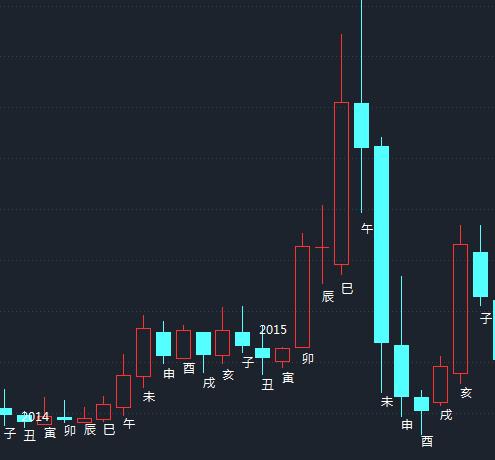 2014
子 丑 寅 卯 辰 巳 午 未 申 酉 戌 亥
2015
子 丑 寅 卯 辰 巳 午 未 申 酉 戌 亥
子